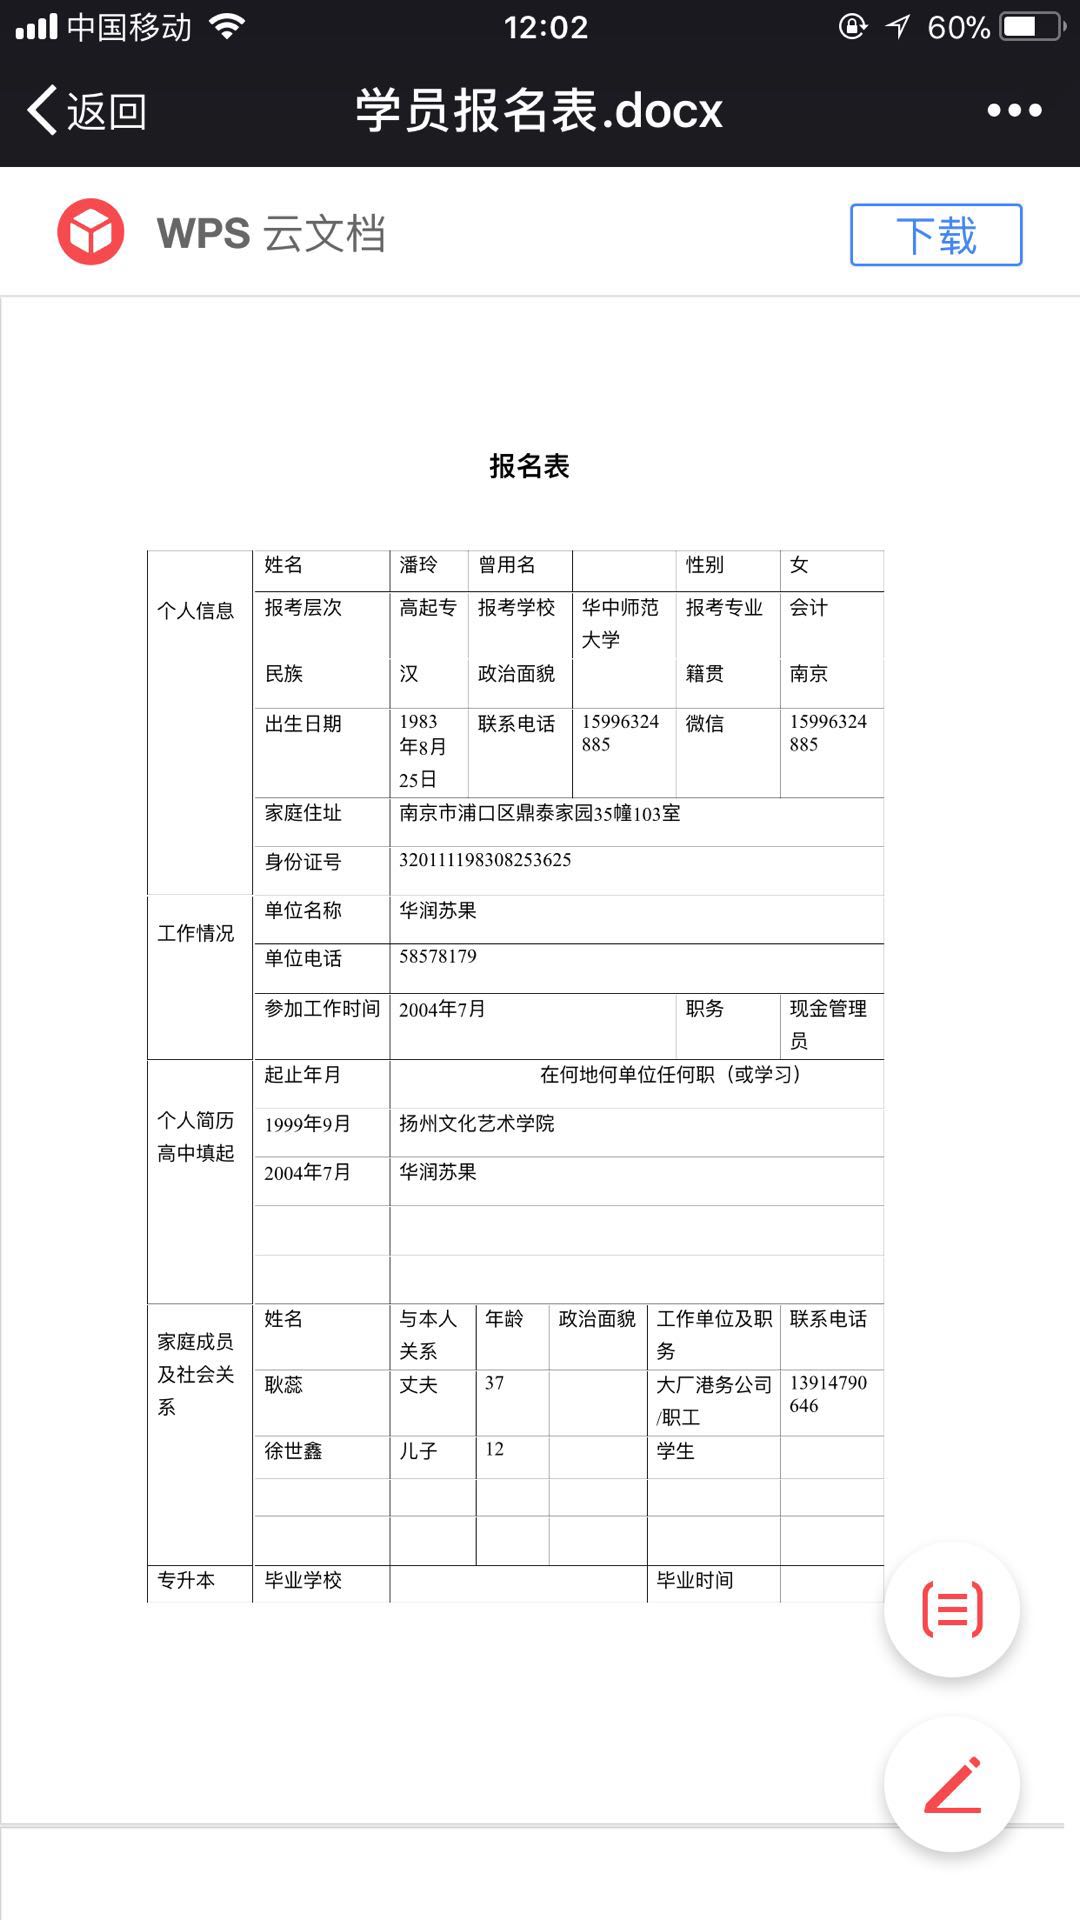 中国移动 12:02 60%
返回 学员报名表.docx
WPS 云文档 下载
报名表
个人信息 姓名 潘玲 曾用名 性别 女
报考层次 高起专 报考学校 华中师范大学 报考专业 会计
民族 汉 政治面貌 籍贯 南京
出生日期 1983年8月25日 联系电话 15996324885 微信 15996324885
家庭住址 南京市浦口区鼎泰家园35幢103室
身份证号 320111198308253625
工作情况 单位名称 华润苏果
单位电话 58578179
参加工作时间 2004年7月 职务 现金管理员
个人简历高中填起 起止年月 在何地何单位任何职（或学习）
1999年9月 扬州文化艺术学院
2004年7月 华润苏果
家庭成员及社会关系 姓名 与本人关系 年龄 政治面貌 工作单位及职务 联系电话
耿蕊 丈夫 37 大厂港务公司/职工 13914790646
徐世鑫 儿子 12 学生
专升本 毕业学校 毕业时间